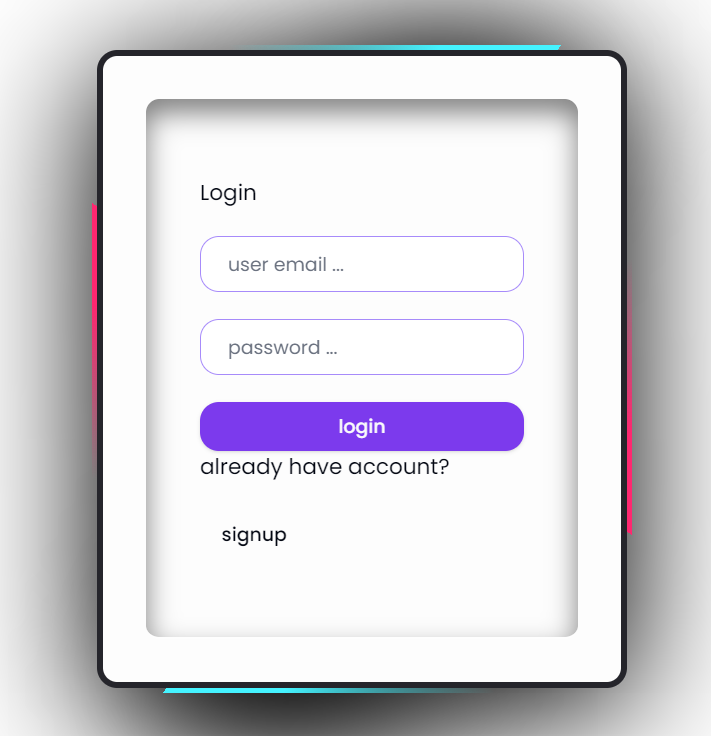 Login
user email ...
password ...
login
already have account?
signup